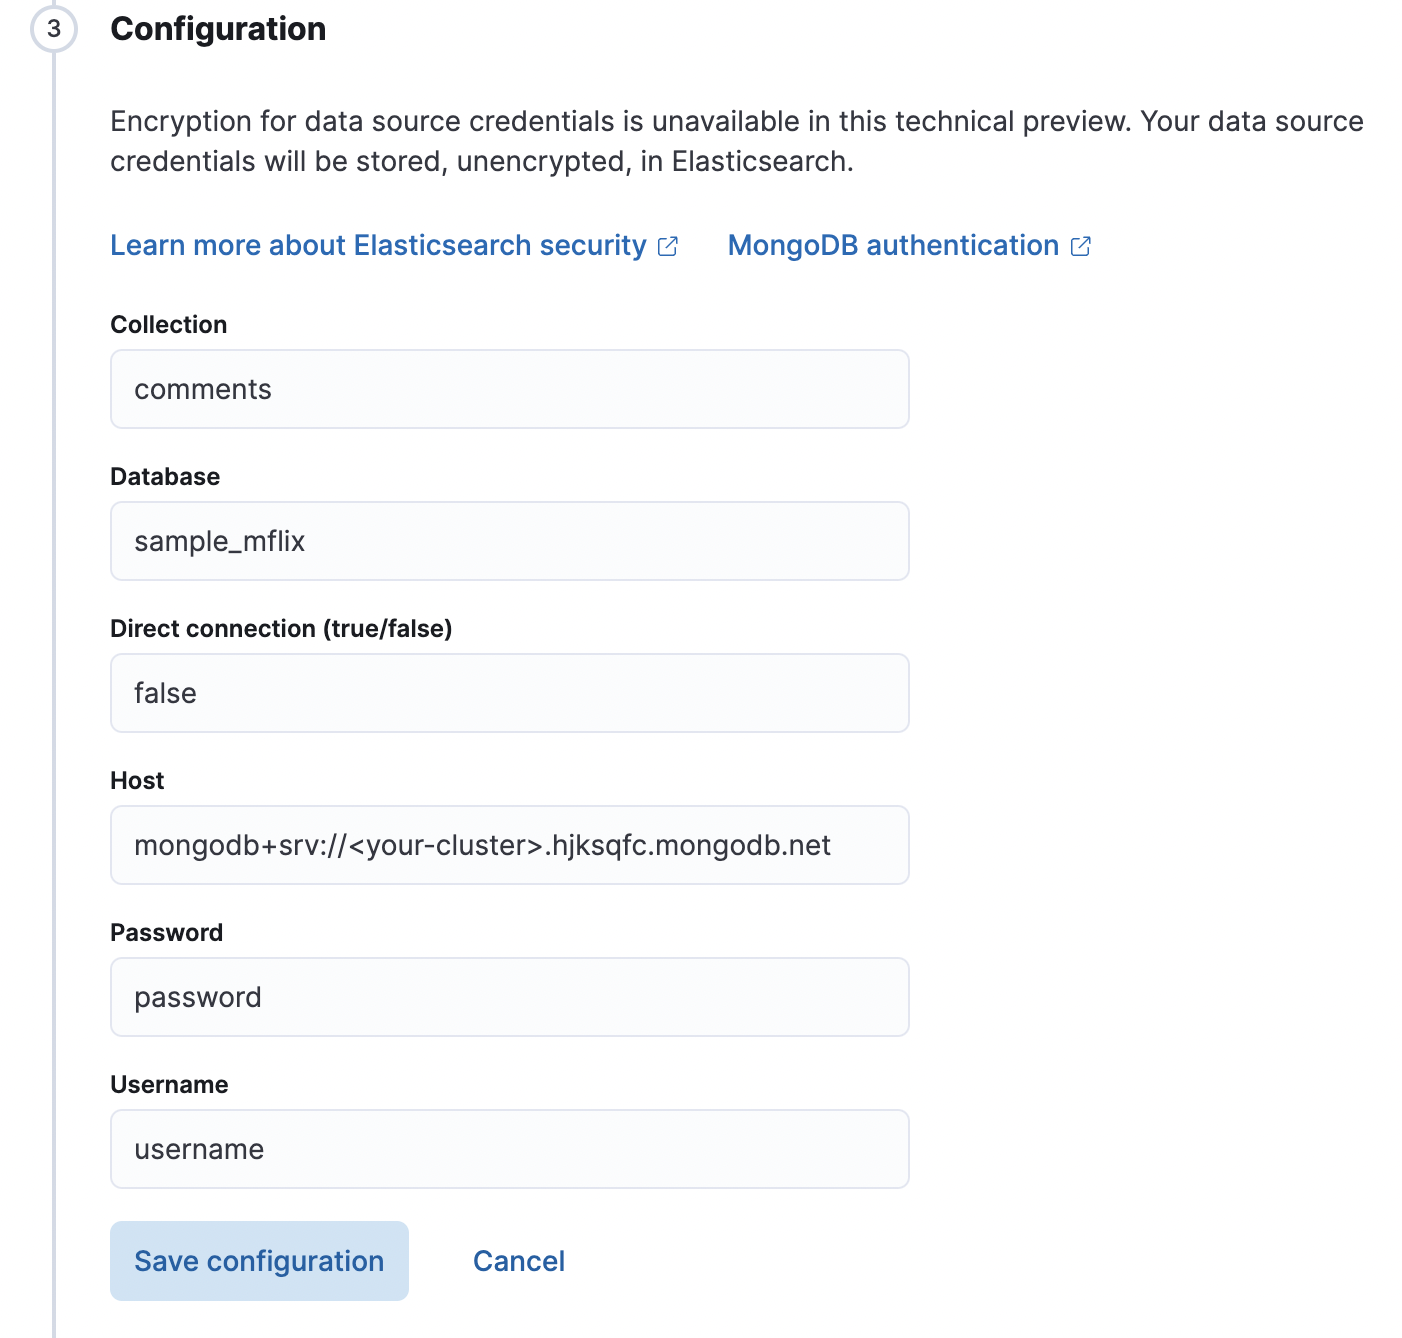 3
Configuration
Encryption for data source credentials is unavailable in this technical preview. Your data source
credentials will be stored, unencrypted, in Elasticsearch.
Learn more about Elasticsearch security MongoDB authentication
Collection
comments
Database
sample_mflix
Direct connection (true/false)
false
Host
mongodb+srv://<your-cluster>.hjksqfc.mongodb.net
Password
password
Username
username
Save configuration Cancel